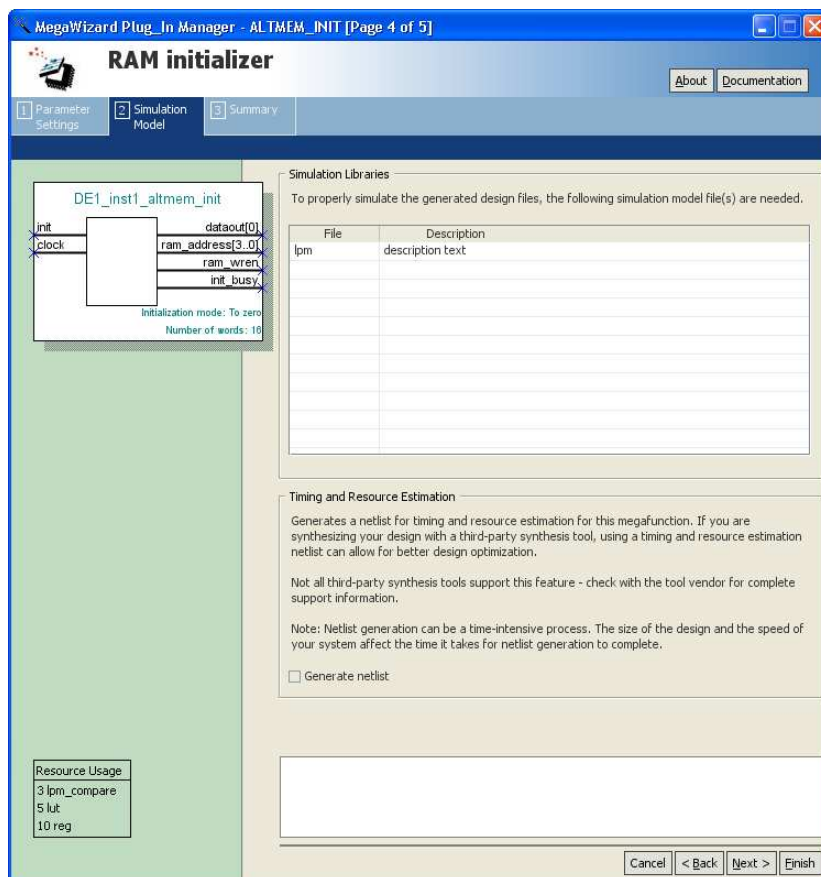 MegaWizard Plug_In Manager - ALTMEM_INIT [Page 4 of 5]
RAM initializer
About Documentation
1 Parameter Settings
2 Simulation Model
3 Summary
DE1_inst1_altmem_init
init
clock
dataout[0]
ram_address[3..0]
ram_wren
init_busy
Initialization mode: To zero
Number of words: 16
Simulation Libraries
To properly simulate the generated design files, the following simulation model file(s) are needed.
File Description
lpm description text
Timing and Resource Estimation
Generates a netlist for timing and resource estimation for this megafunction. If you are
synthesizing your design with a third-party synthesis tool, using a timing and resource estimation
netlist can allow for better design optimization.
Not all third-party synthesis tools support this feature - check with the tool vendor for complete
support information.
Note: Netlist generation can be a time-intensive process. The size of the design and the speed of
your system affect the time it takes for netlist generation to complete.
Generate netlist
Resource Usage
3 lpm_compare
5 lut
10 reg
Cancel < Back Next > Finish